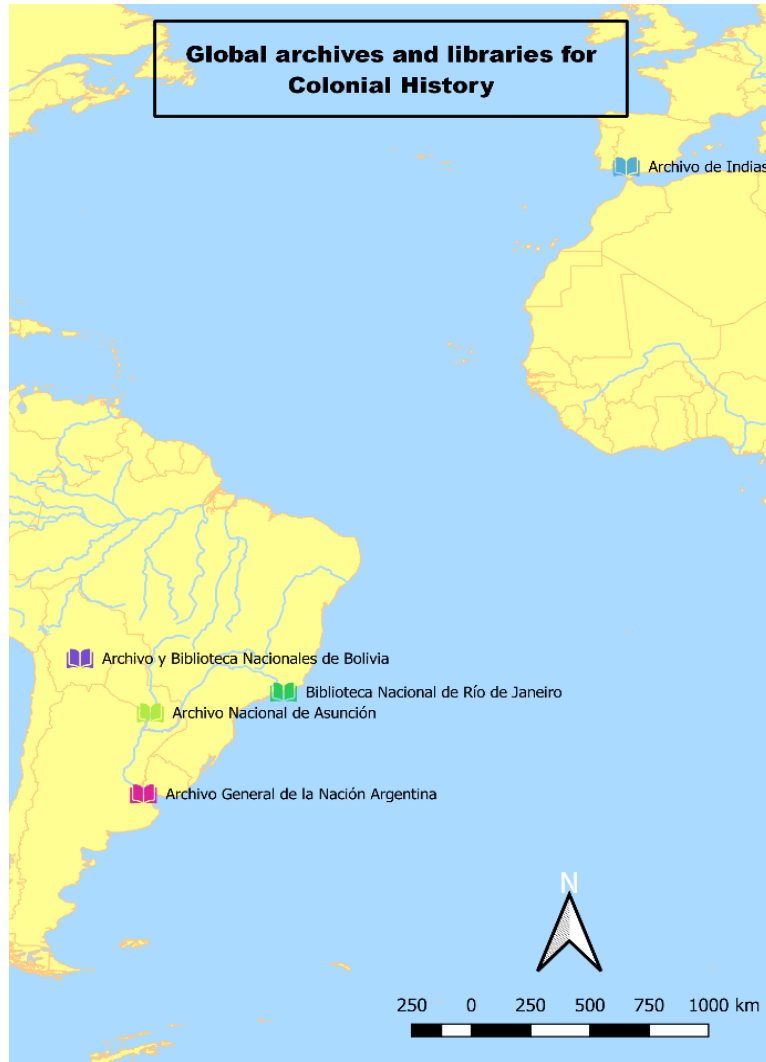 Global archives and libraries for
Colonial History
Archivo de Indias
Archivo y Biblioteca Nacionales de Bolivia
Biblioteca Nacional de Río de Janeiro
Archivo Nacional de Asunción
Archivo General de la Nación Argentina
N
250 0 250 500 750 1000 km